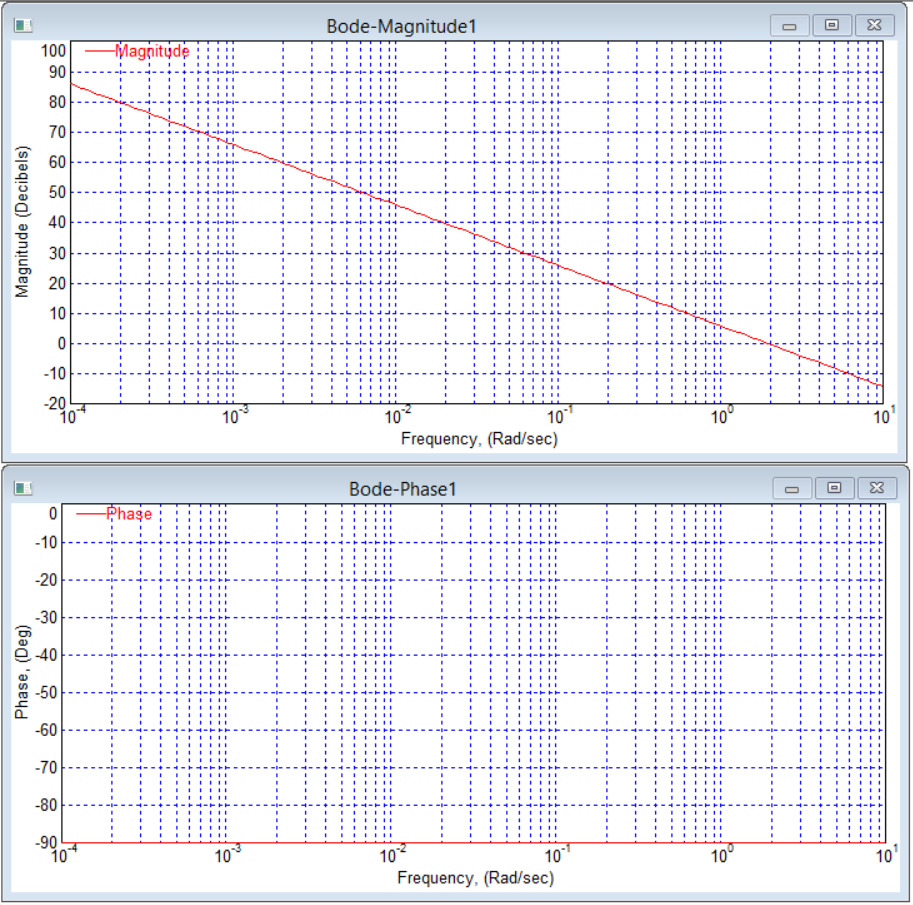 Bode-Magnitude1
Magnitude
100
90
80
70
60
50
40
30
20
10
0
-10
-20
Magnitude (Decibels)
10-4 10-3 10-2 10-1 100 101
Frequency, (Rad/sec)
Bode-Phase1
Phase
0
-10
-20
-30
-40
-50
-60
-70
-80
-90
Phase, (Deg)
10-4 10-3 10-2 10-1 100 101
Frequency, (Rad/sec)